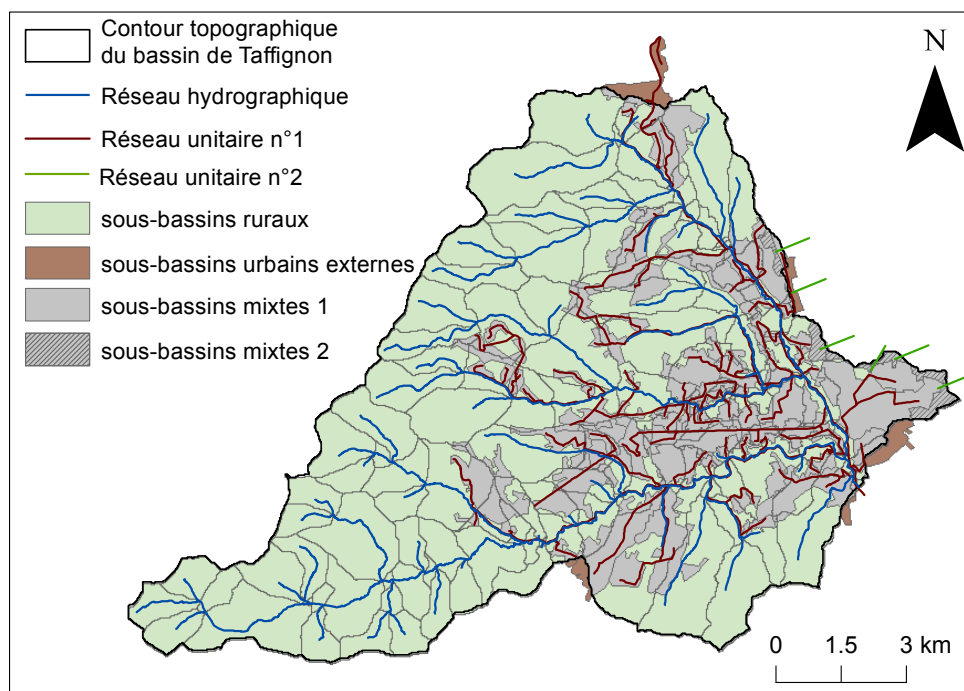 Contour topographique
du bassin de Taffignon
Réseau hydrographique
Réseau unitaire n°1
Réseau unitaire n°2
sous-bassins ruraux
sous-bassins urbains externes
sous-bassins mixtes 1
sous-bassins mixtes 2
N
0 1.5 3 km